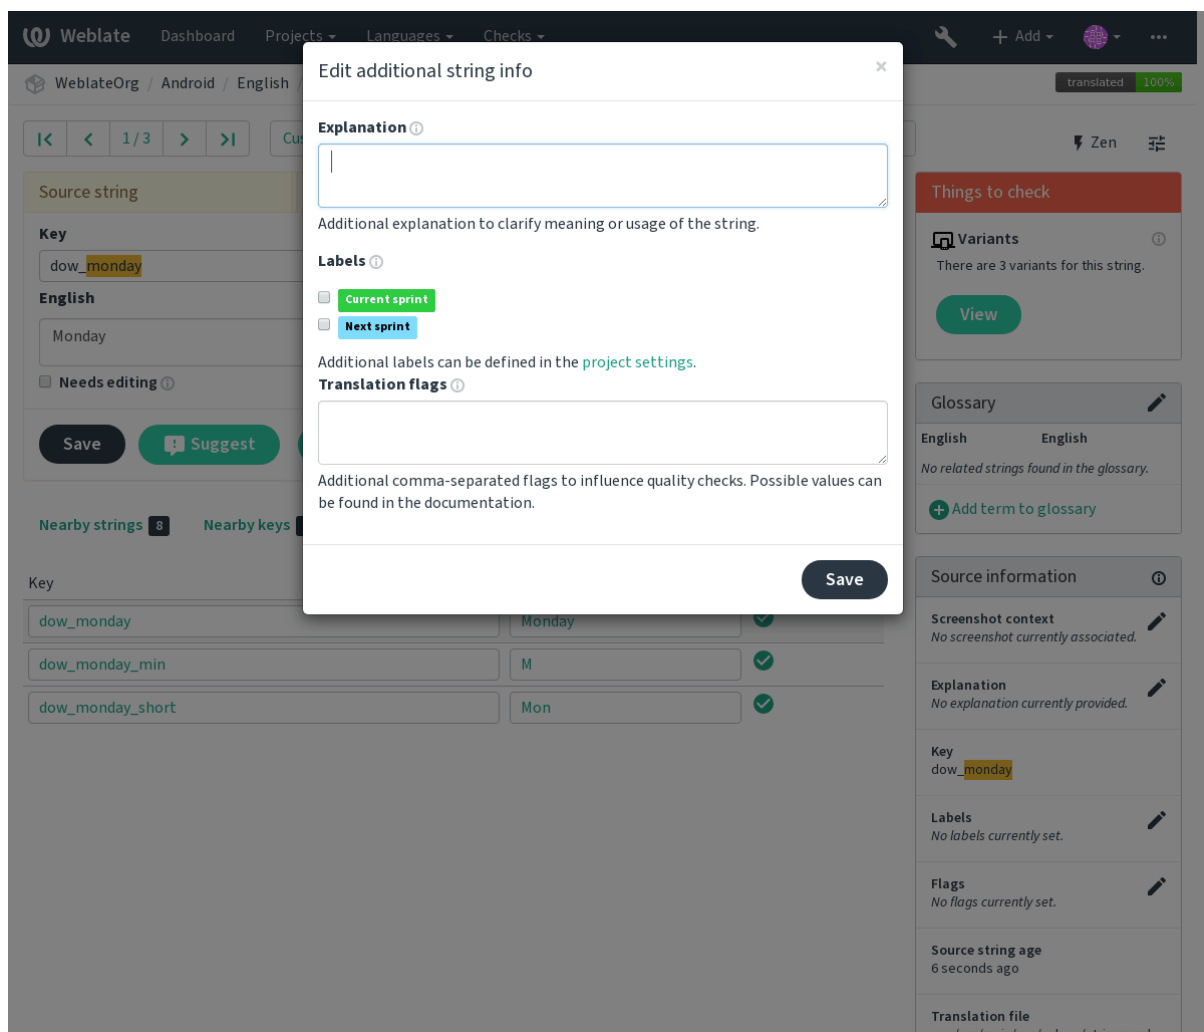 Weblate Dashboard Projects Languages Checks Add
WeblateOrg / Android / English /
translated 100%
1 / 3
Zen
Edit additional string info
×
Explanation
Additional explanation to clarify meaning or usage of the string.
Labels
Current sprint
Next sprint
Additional labels can be defined in the project settings.
Translation flags
Additional comma-separated flags to influence quality checks. Possible values can
be found in the documentation.
Save
Source string
Key
dow_monday
English
Monday
Needs editing
Save Suggest
Nearby strings 8 Nearby keys
Key
dow_monday Monday
dow_monday_min M
dow_monday_short Mon
Things to check
Variants
There are 3 variants for this string.
View
Glossary
English English
No related strings found in the glossary.
Add term to glossary
Source information
Screenshot context
No screenshot currently associated.
Explanation
No explanation currently provided.
Key
dow_monday
Labels
No labels currently set.
Flags
No flags currently set.
Source string age
6 seconds ago
Translation file